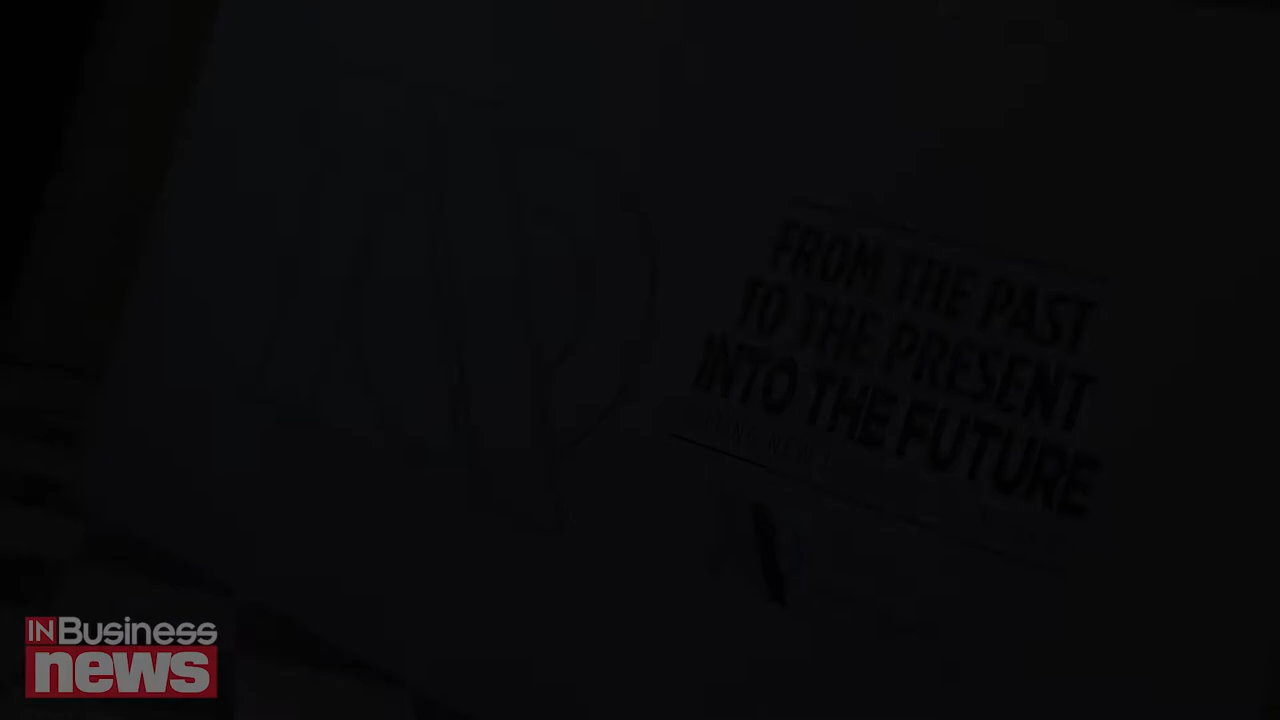 FROM THE PAST
TO THE PRESENT
INTO THE FUTURE
INBusiness
news